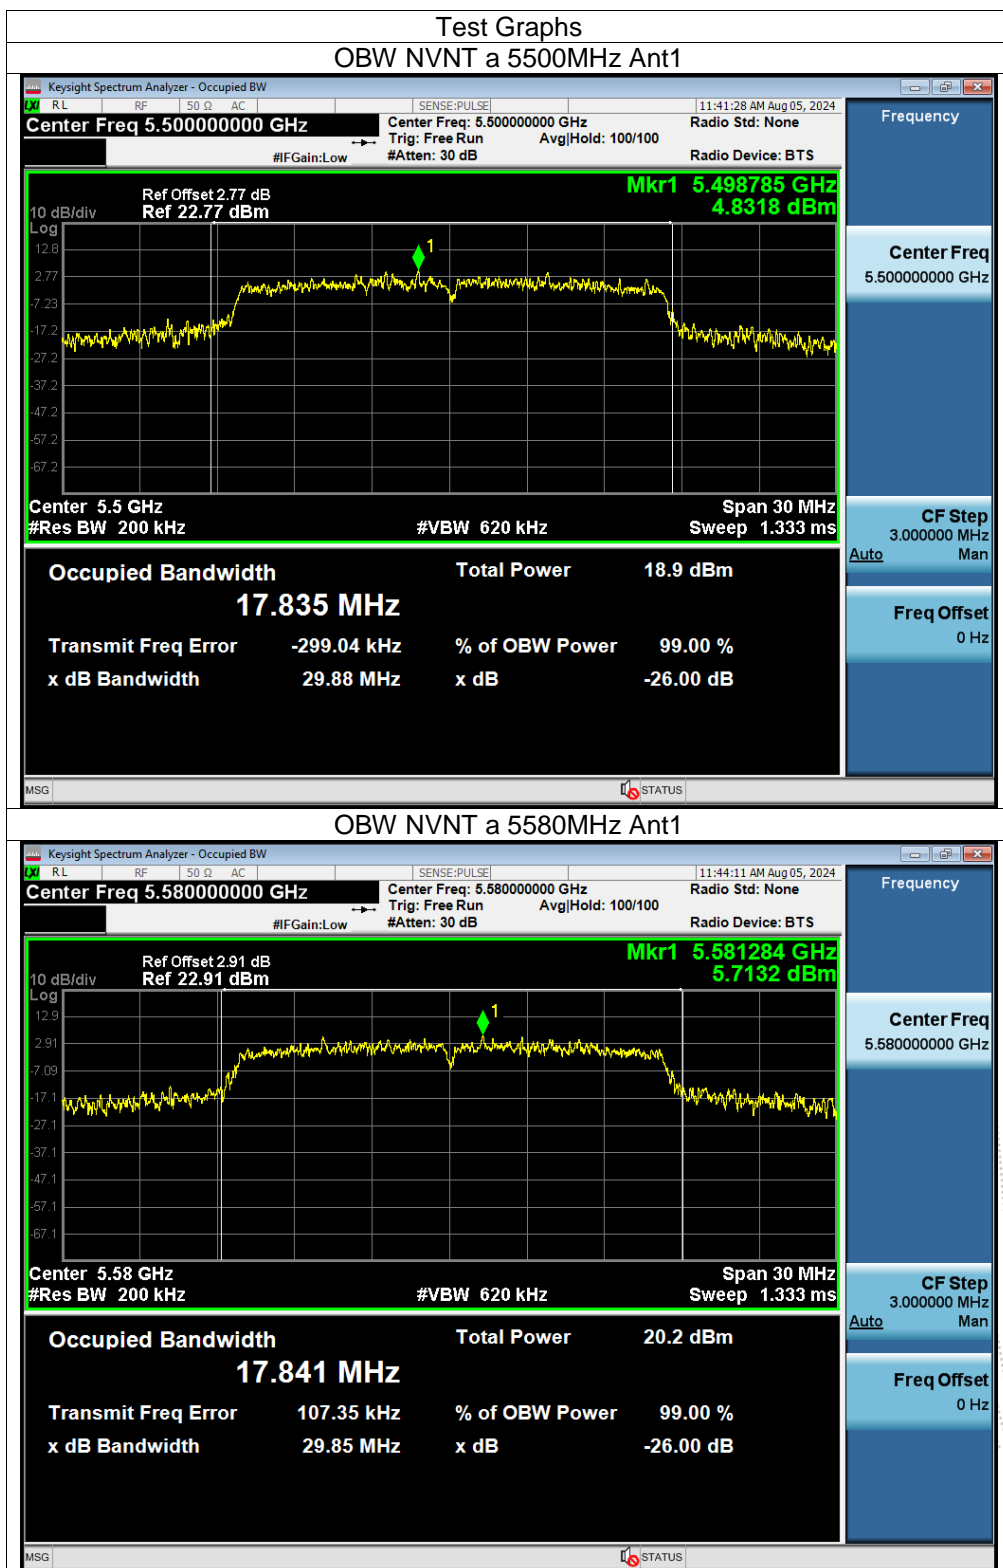 Test Graphs
OBW NVNT a 5500MHz Ant1
Keysight Spectrum Analyzer - Occupied BW
LXI RL RF 50 Ω AC SENSE:PULSE 11:41:28 AM Aug 05, 2024
Center Freq 5.500000000 GHz Center Freq: 5.500000000 GHz Radio Std: None Frequency
Trig: Free Run Avg|Hold: 100/100
#IFGain:Low #Atten: 30 dB Radio Device: BTS
Mkr1 5.498785 GHz
Ref Offset 2.77 dB
10 dB/div Ref 22.77 dBm 4.8318 dBm
Log
12.8
1
2.77
-7.23
-17.2
-27.2
-37.2
-47.2
-57.2
-67.2
Center Freq
5.500000000 GHz
Center 5.5 GHz Span 30 MHz
#Res BW 200 kHz #VBW 620 kHz Sweep 1.333 ms
CF Step
3.000000 MHz
Auto Man
Occupied Bandwidth Total Power 18.9 dBm
17.835 MHz
Freq Offset
0 Hz
Transmit Freq Error -299.04 kHz % of OBW Power 99.00 %
x dB Bandwidth 29.88 MHz x dB -26.00 dB
MSG STATUS
OBW NVNT a 5580MHz Ant1
Keysight Spectrum Analyzer - Occupied BW
LXI RL RF 50 Ω AC SENSE:PULSE 11:44:11 AM Aug 05, 2024
Center Freq 5.580000000 GHz Center Freq: 5.580000000 GHz Radio Std: None Frequency
Trig: Free Run Avg|Hold: 100/100
#IFGain:Low #Atten: 30 dB Radio Device: BTS
Mkr1 5.581284 GHz
Ref Offset 2.91 dB
10 dB/div Ref 22.91 dBm 5.7132 dBm
Log
12.9
1
2.91
-7.09
-17.1
-27.1
-37.1
-47.1
-57.1
-67.1
Center Freq
5.580000000 GHz
Center 5.58 GHz Span 30 MHz
#Res BW 200 kHz #VBW 620 kHz Sweep 1.333 ms
CF Step
3.000000 MHz
Auto Man
Occupied Bandwidth Total Power 20.2 dBm
17.841 MHz
Freq Offset
0 Hz
Transmit Freq Error 107.35 kHz % of OBW Power 99.00 %
x dB Bandwidth 29.85 MHz x dB -26.00 dB
MSG STATUS